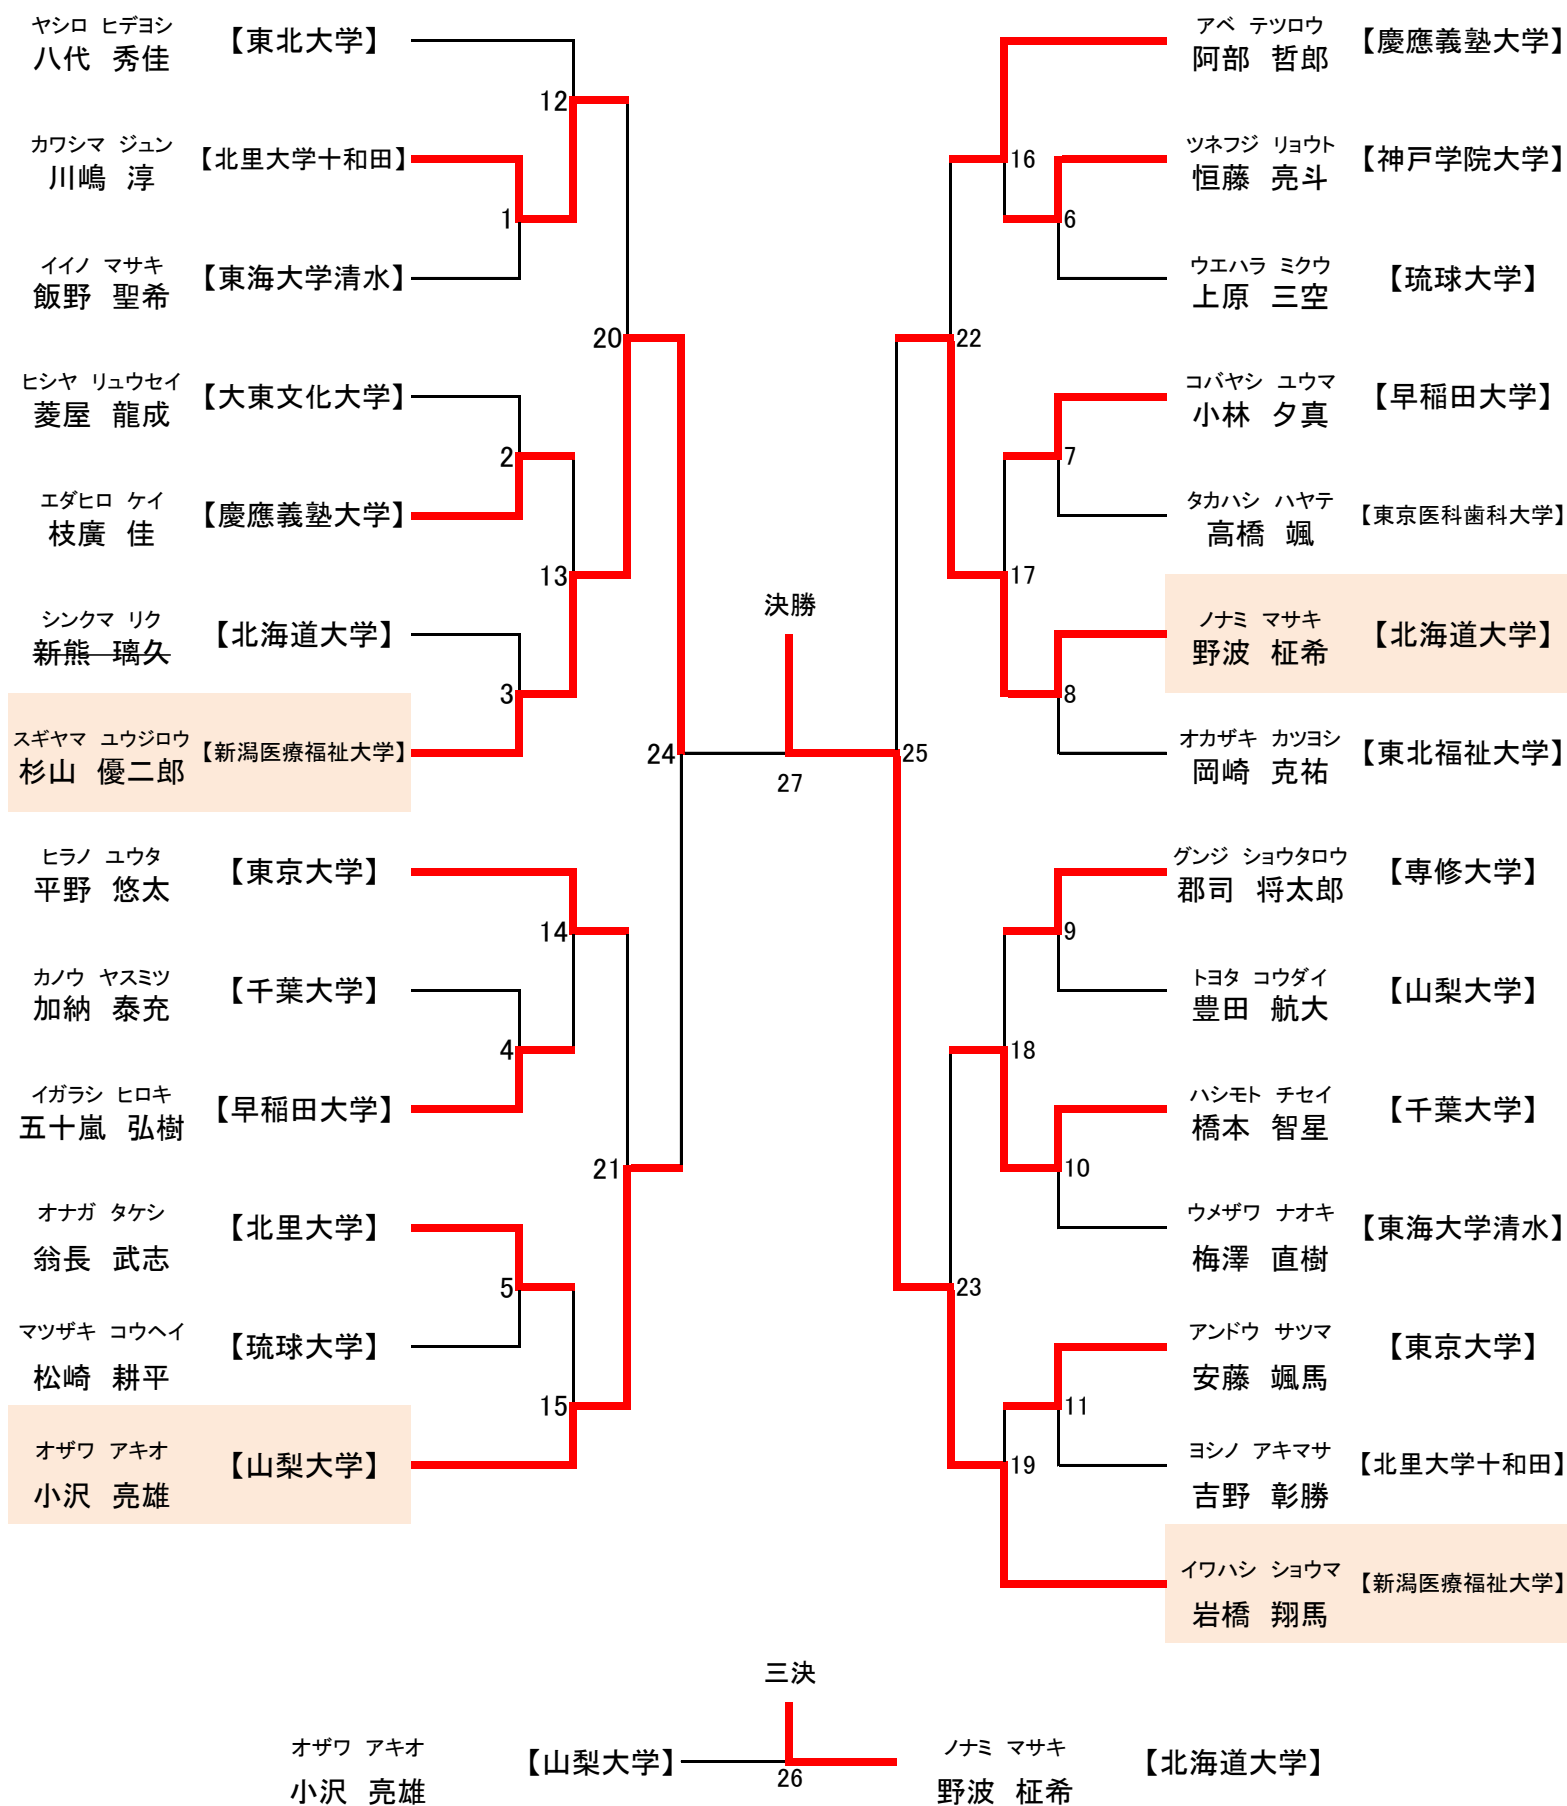 ヤシロ ヒデヨシ
八代 秀佳 【東北大学】
12
カワシマ ジュン
川嶋 淳 【北里大学十和田】
1
イイノ マサキ
飯野 聖希 【東海大学清水】
20
ヒシヤ リュウセイ
菱屋 龍成 【大東文化大学】
2
エダヒロ ケイ
枝廣 佳 【慶應義塾大学】
13
シンクマ リク
新熊 璃久 【北海道大学】
3
スギヤマ ユウジロウ
杉山 優二郎 【新潟医療福祉大学】
24
ヒラノ ユウタ
平野 悠太 【東京大学】
14
カノウ ヤスミツ
加納 泰充 【千葉大学】
4
イガラシ ヒロキ
五十嵐 弘樹 【早稲田大学】
21
オナガ タケシ
翁長 武志 【北里大学】
5
マツザキ コウヘイ
松崎 耕平 【琉球大学】
15
オザワ アキオ
小沢 亮雄 【山梨大学】
決勝
27
アベ テツロウ
阿部 哲郎 【慶應義塾大学】
16
ツネフジ リョウト
恒藤 亮斗 【神戸学院大学】
6
ウエハラ ミクウ
上原 三空 【琉球大学】
22
コバヤシ ユウマ
小林 夕真 【早稲田大学】
7
タカハシ ハヤテ
高橋 颯 【東京医科歯科大学】
17
ノナミ マサキ
野波 柾希 【北海道大学】
8
オカザキ カツヨシ
岡崎 克祐 【東北福祉大学】
25
グンジ ショウタロウ
郡司 将太郎 【専修大学】
9
トヨタ コウダイ
豊田 航大 【山梨大学】
18
ハシモト チセイ
橋本 智星 【千葉大学】
10
ウメザワ ナオキ
梅澤 直樹 【東海大学清水】
23
アンドウ サツマ
安藤 颯馬 【東京大学】
11
ヨシノ アキマサ
吉野 彰勝 【北里大学十和田】
19
イワハシ ショウマ
岩橋 翔馬 【新潟医療福祉大学】
三決
オザワ アキオ
小沢 亮雄 【山梨大学】
26
ノナミ マサキ
野波 柾希 【北海道大学】